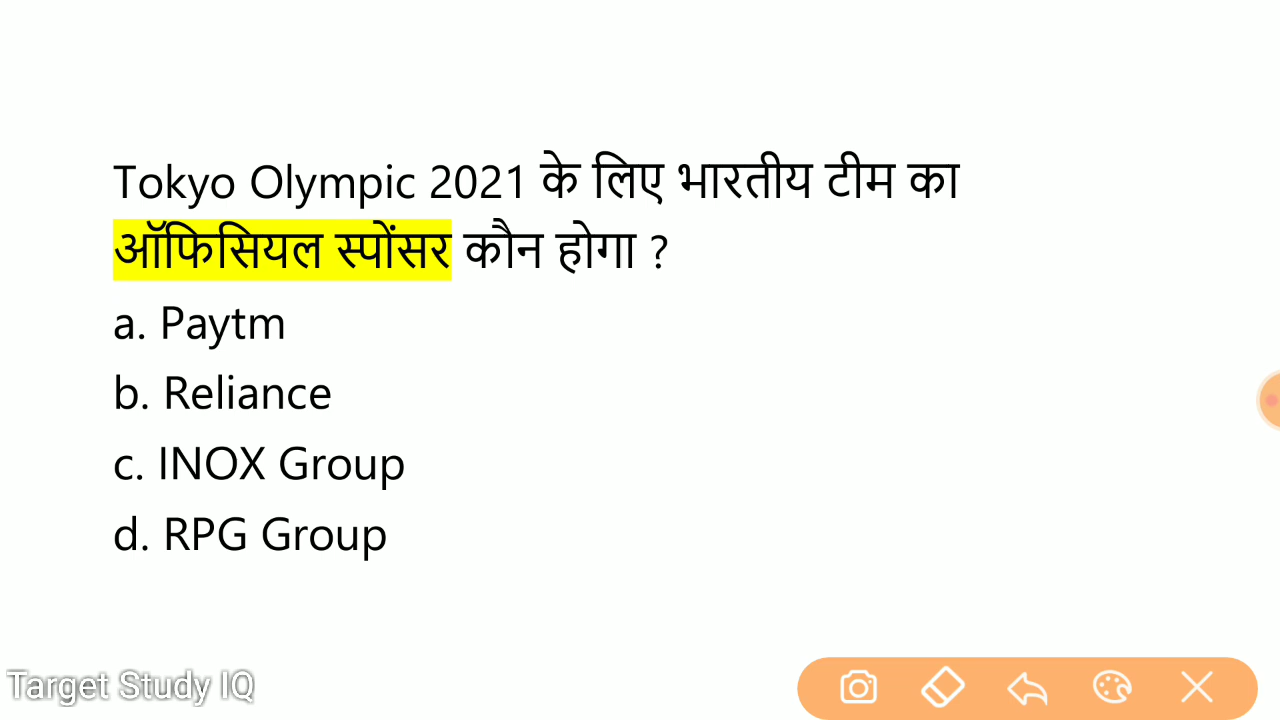 Tokyo Olympic 2021 के लिए भारतीय टीम का
ऑफिसियल स्पोंसर कौन होगा ?
a. Paytm
b. Reliance
c. INOX Group
d. RPG Group
Target Study IQ